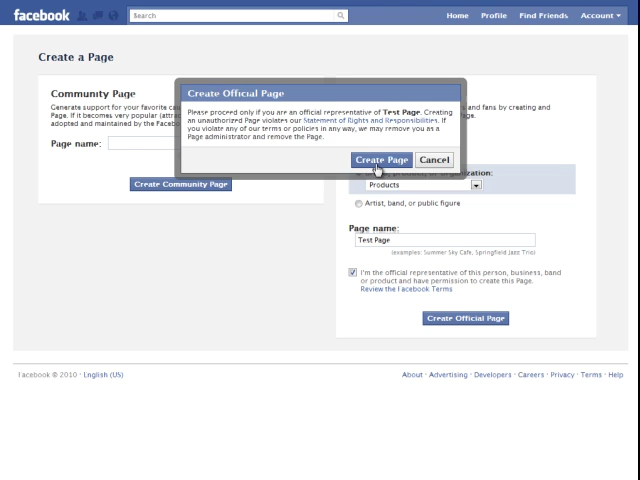 facebook
Search
Home
Profile
Find Friends
Account
Create a Page
Community Page
Generate support for your favorite
Page. If it becomes very popular
adopted and maintained by the
Page name:
Create Community Page
Create Official Page
Please proceed only if you are an official representative of Test Page. Creating
an unauthorized Page violates our Statement of Rights and Responsibilities. If
you violate any of our terms or policies in any way, we may remove you as a
Page administrator and remove the Page.
Create Page
Cancel
and fans by creating and
Products
Artist, band, or public figure
Page name:
Test Page
(examples: Summer Sky Cafe, Springfield Jazz Trio)
I'm the official representative of this person, business, band
or product and have permission to create this Page.
Review the Facebook Terms
Create Official Page
Facebook © 2010 · English (US)
About · Advertising · Developers · Careers · Privacy · Terms · Help